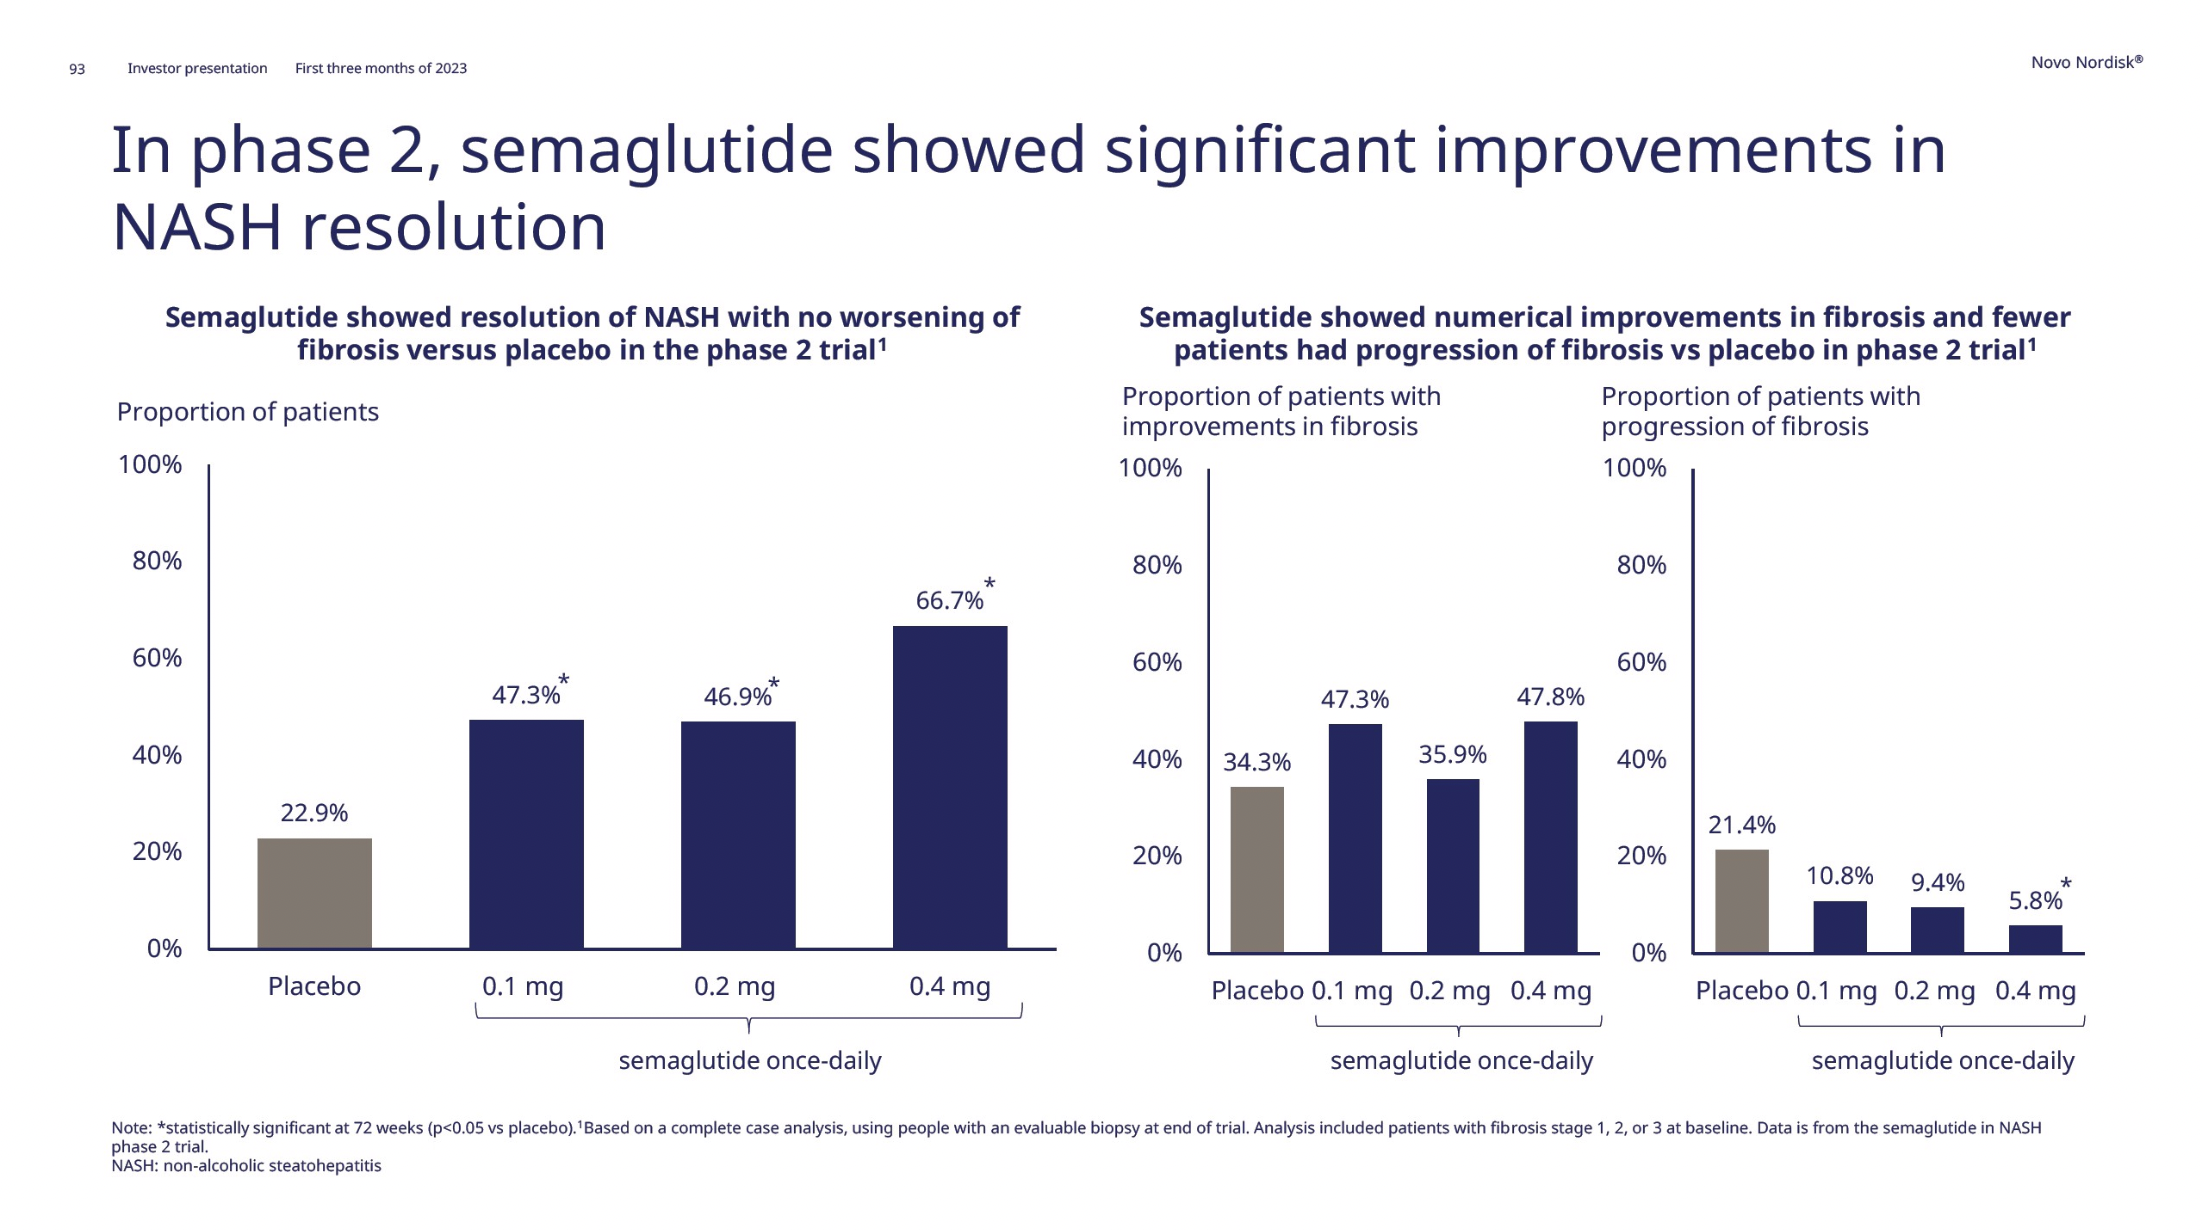 93 Investor presentation First three months of 2023
Novo Nordisk®
In phase 2, semaglutide showed significant improvements in
NASH resolution
Semaglutide showed resolution of NASH with no worsening of
fibrosis versus placebo in the phase 2 trial¹
Proportion of patients
100%
80%
60%
40%
20%
0%
22.9%
47.3%*
46.9%*
66.7%*
Placebo 0.1 mg 0.2 mg 0.4 mg
semaglutide once-daily
Semaglutide showed numerical improvements in fibrosis and fewer
patients had progression of fibrosis vs placebo in phase 2 trial¹
Proportion of patients with
improvements in fibrosis
100%
80%
60%
40%
20%
0%
34.3%
47.3%
35.9%
47.8%
Placebo 0.1 mg 0.2 mg 0.4 mg
semaglutide once-daily
Proportion of patients with
progression of fibrosis
100%
80%
60%
40%
20%
0%
21.4%
10.8%
9.4%
5.8%*
Placebo 0.1 mg 0.2 mg 0.4 mg
semaglutide once-daily
Note: *statistically significant at 72 weeks (p<0.05 vs placebo).¹Based on a complete case analysis, using people with an evaluable biopsy at end of trial. Analysis included patients with fibrosis stage 1, 2, or 3 at baseline. Data is from the semaglutide in NASH
phase 2 trial.
NASH: non-alcoholic steatohepatitis